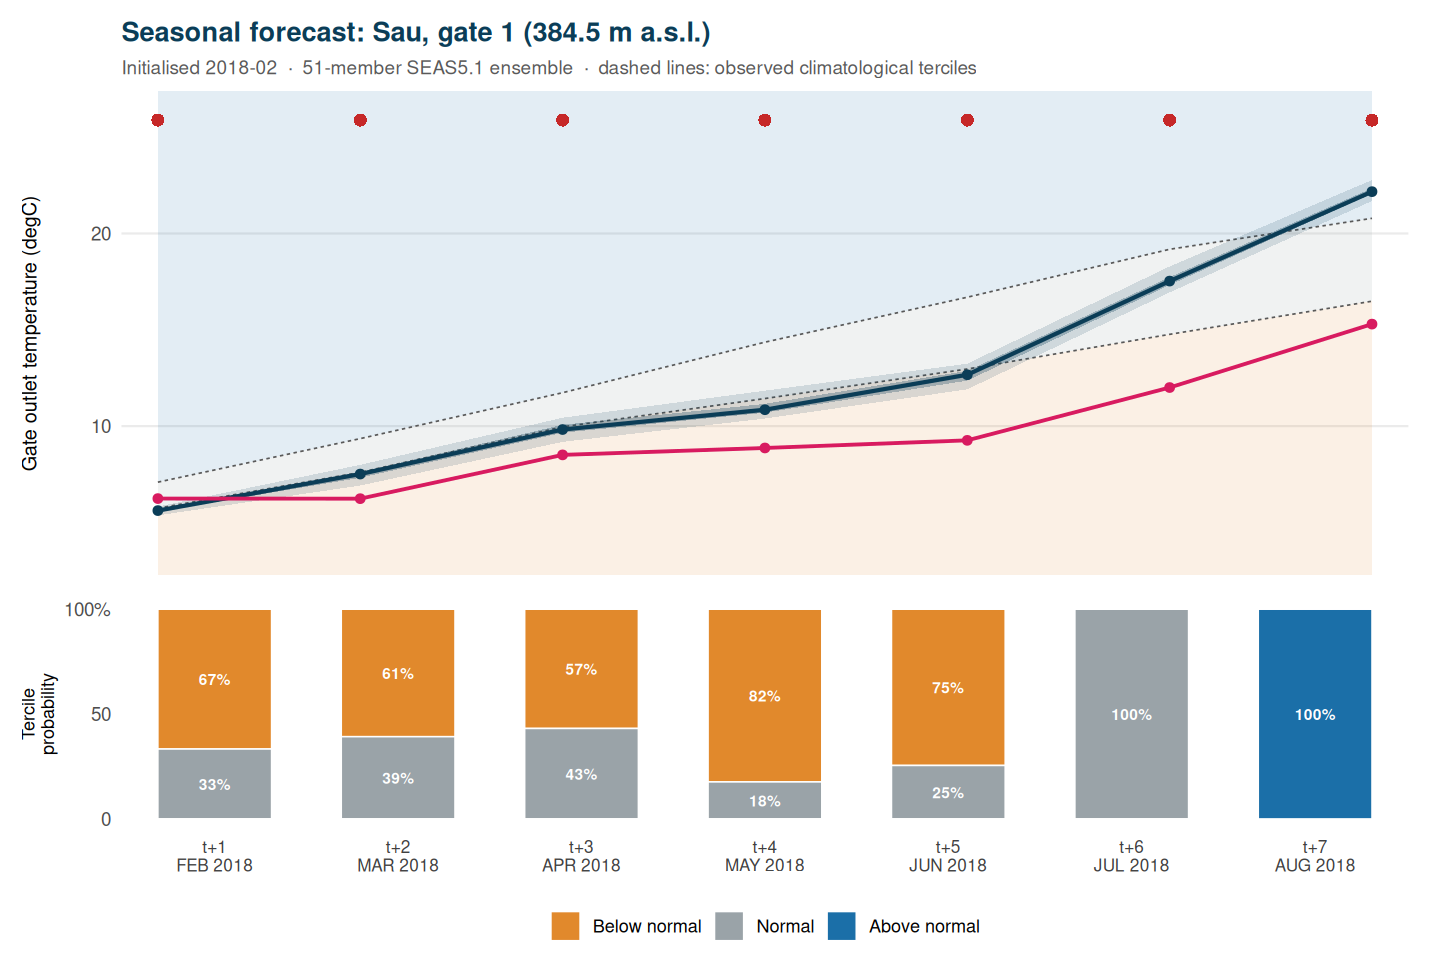 Seasonal forecast: Sau, gate 1 (384.5 m a.s.l.)
Initialised 2018-02 · 51-member SEAS5.1 ensemble · dashed lines: observed climatological terciles
Gate outlet temperature (degC)
20
10
Tercile
probability
100%
50
0
67%
33%
61%
39%
57%
43%
82%
18%
75%
25%
100%
100%
t+1
FEB 2018
t+2
MAR 2018
t+3
APR 2018
t+4
MAY 2018
t+5
JUN 2018
t+6
JUL 2018
t+7
AUG 2018
Below normal
Normal
Above normal